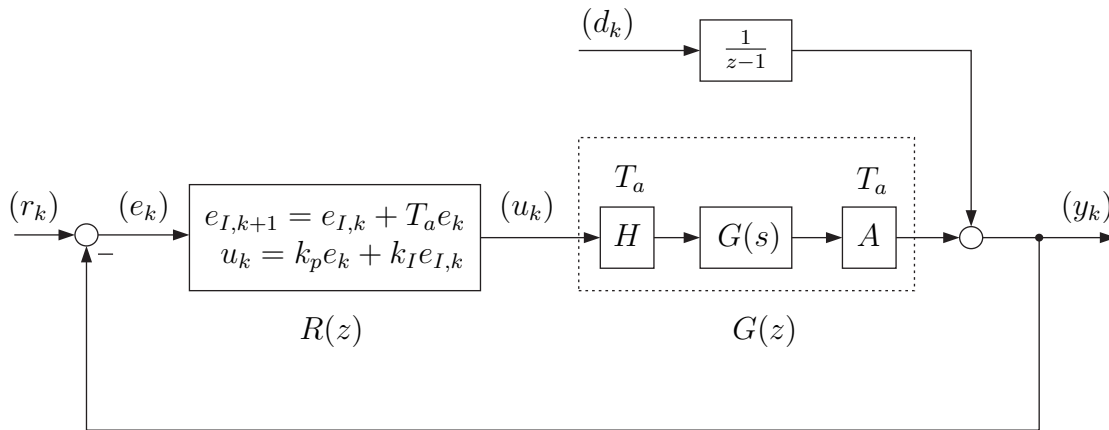 (d_k)
\frac{1}{z-1}
T_a
T_a
(r_k)
(e_k)
e_{I,k+1} = e_{I,k} + T_a e_k
u_k = k_p e_k + k_I e_{I,k}
(u_k)
H
G(s)
A
(y_k)
−
R(z)
G(z)